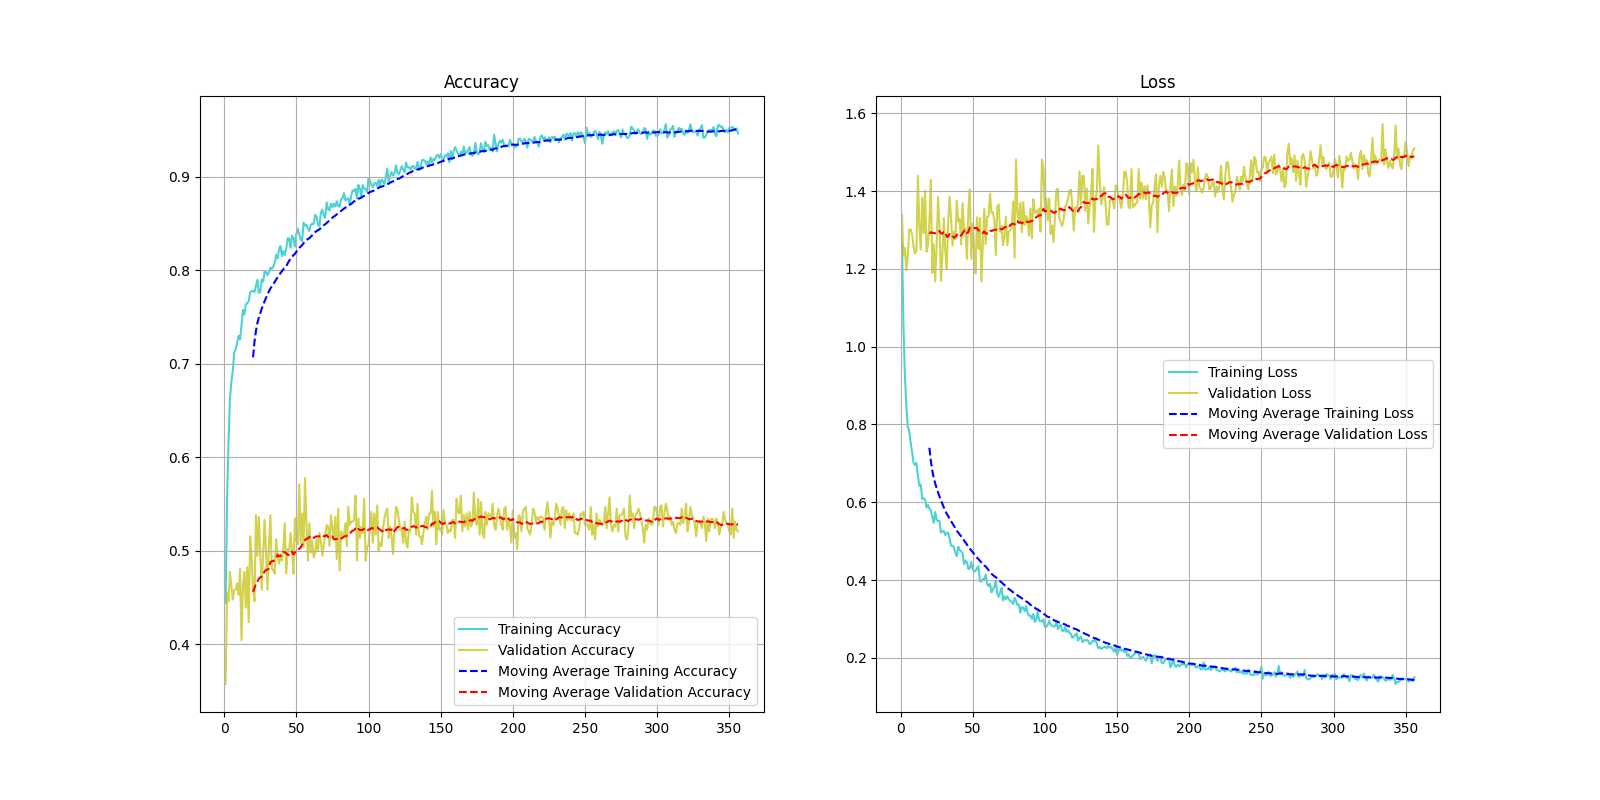 Accuracy
0.9
0.8
0.7
0.6
0.5
0.4
0 50 100 150 200 250 300 350
Training Accuracy
Validation Accuracy
Moving Average Training Accuracy
Moving Average Validation Accuracy
Loss
1.6
1.4
1.2
1.0
0.8
0.6
0.4
0.2
0 50 100 150 200 250 300 350
Training Loss
Validation Loss
Moving Average Training Loss
Moving Average Validation Loss